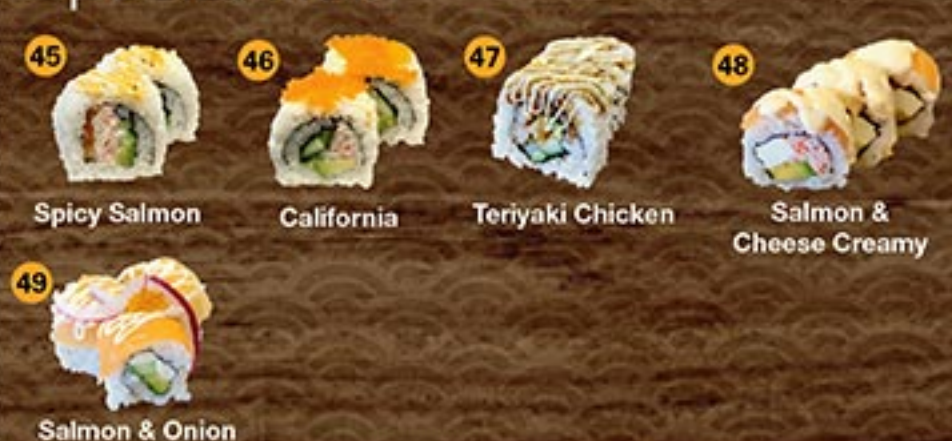 45
46
47
48
Spicy Salmon
California
Teriyaki Chicken
Salmon &
Cheese Creamy
49
Salmon & Onion